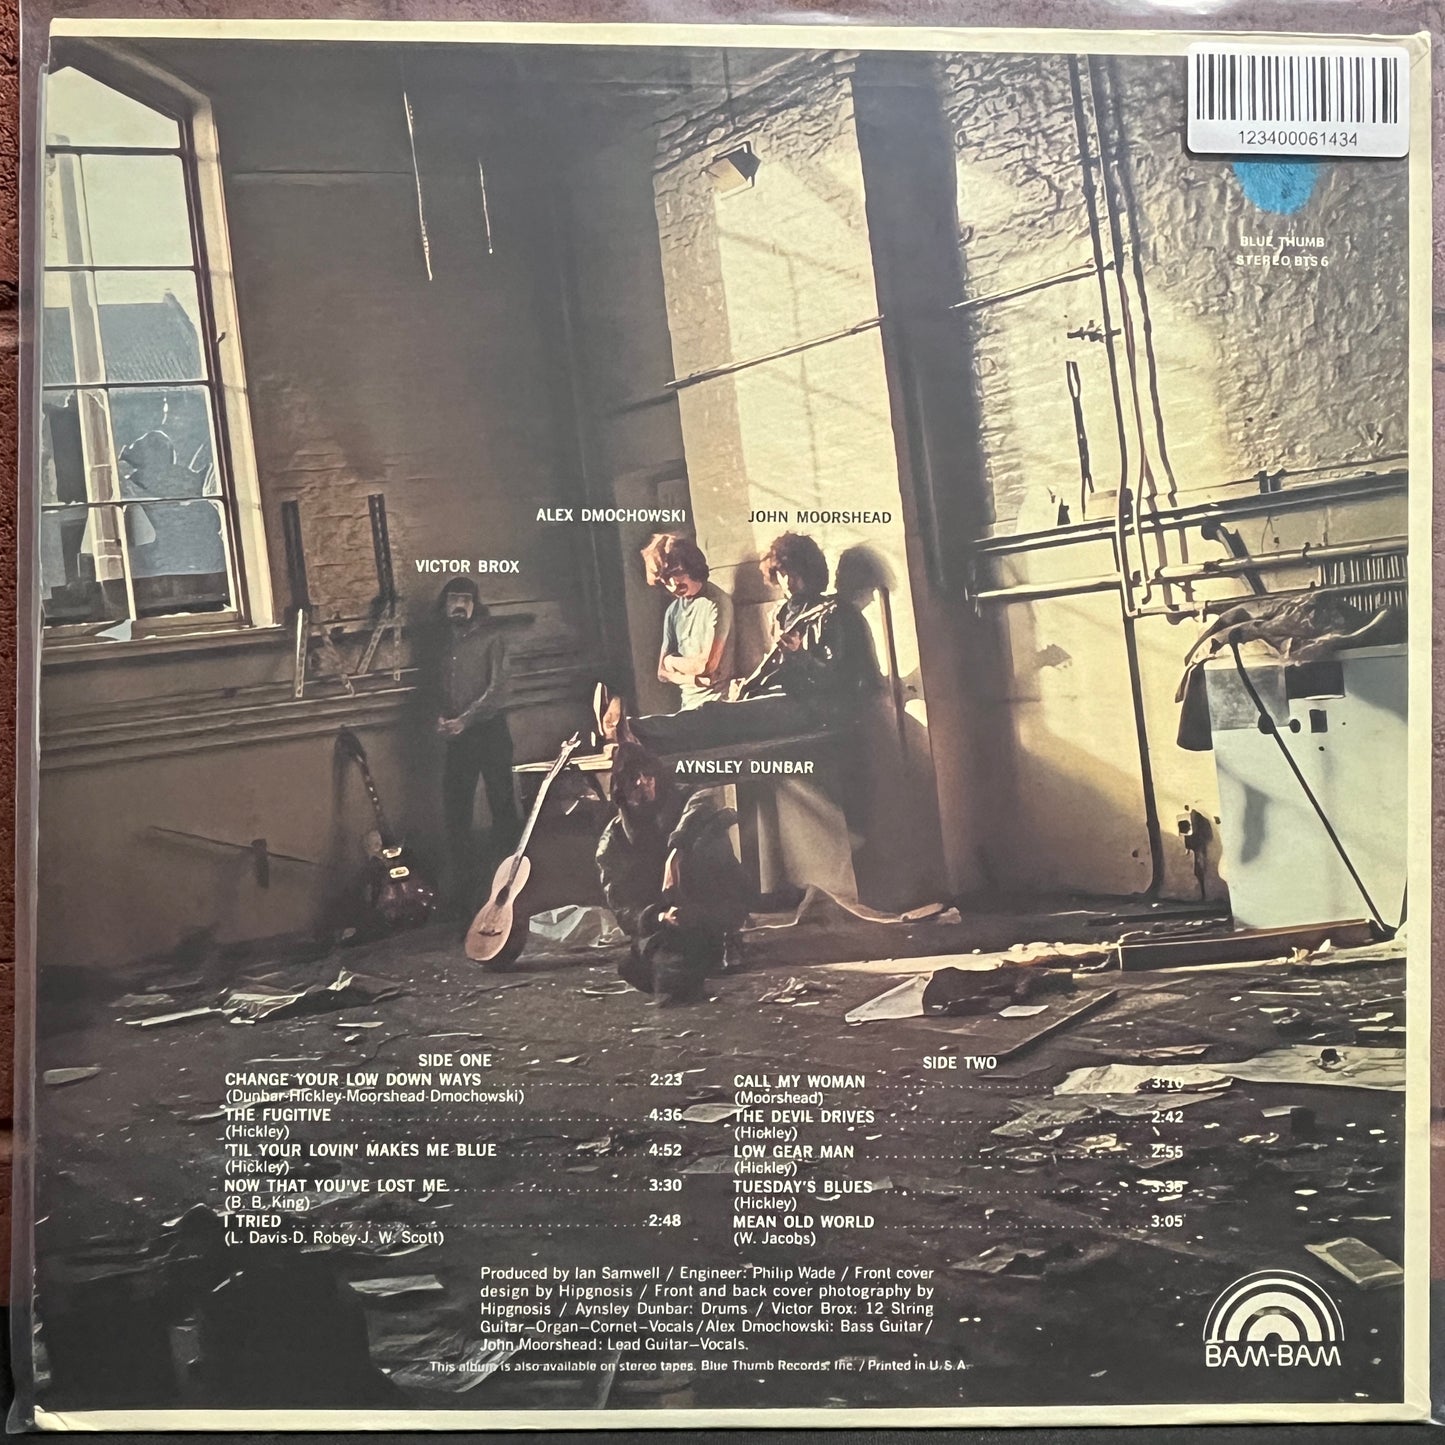 123400061434
BLUE THUMB
STEREO BTS 6
ALEX DMOCHOWSKI
JOHN MOORSHEAD
VICTOR BROX
AYNSLEY DUNBAR
SIDE ONE
CHANGE YOUR LOW DOWN WAYS 2:23
(Dunbar-Hickley-Moorshead-Dmochowski)
THE FUGITIVE 4:36
(Hickley)
'TIL YOUR LOVIN' MAKES ME BLUE 4:52
(Hickley)
NOW THAT YOU'VE LOST ME 3:30
(B. B. King)
I TRIED 2:48
(L. Davis-D. Robey-J. W. Scott)
SIDE TWO
CALL MY WOMAN 3:10
(Moorshead)
THE DEVIL DRIVES 2:42
(Hickley)
LOW GEAR MAN 2:55
(Hickley)
TUESDAY'S BLUES 3:35
(Hickley)
MEAN OLD WORLD 3:05
(W. Jacobs)
Produced by Ian Samwell / Engineer: Philip Wade / Front cover
design by Hipgnosis / Front and back cover photography by
Hipgnosis / Aynsley Dunbar: Drums / Victor Brox: 12 String
Guitar—Organ—Cornet—Vocals / Alex Dmochowski: Bass Guitar /
John Moorshead: Lead Guitar—Vocals.
This album is also available on stereo tapes. Blue Thumb Records, Inc. / Printed in U.S.A.
BAM-BAM